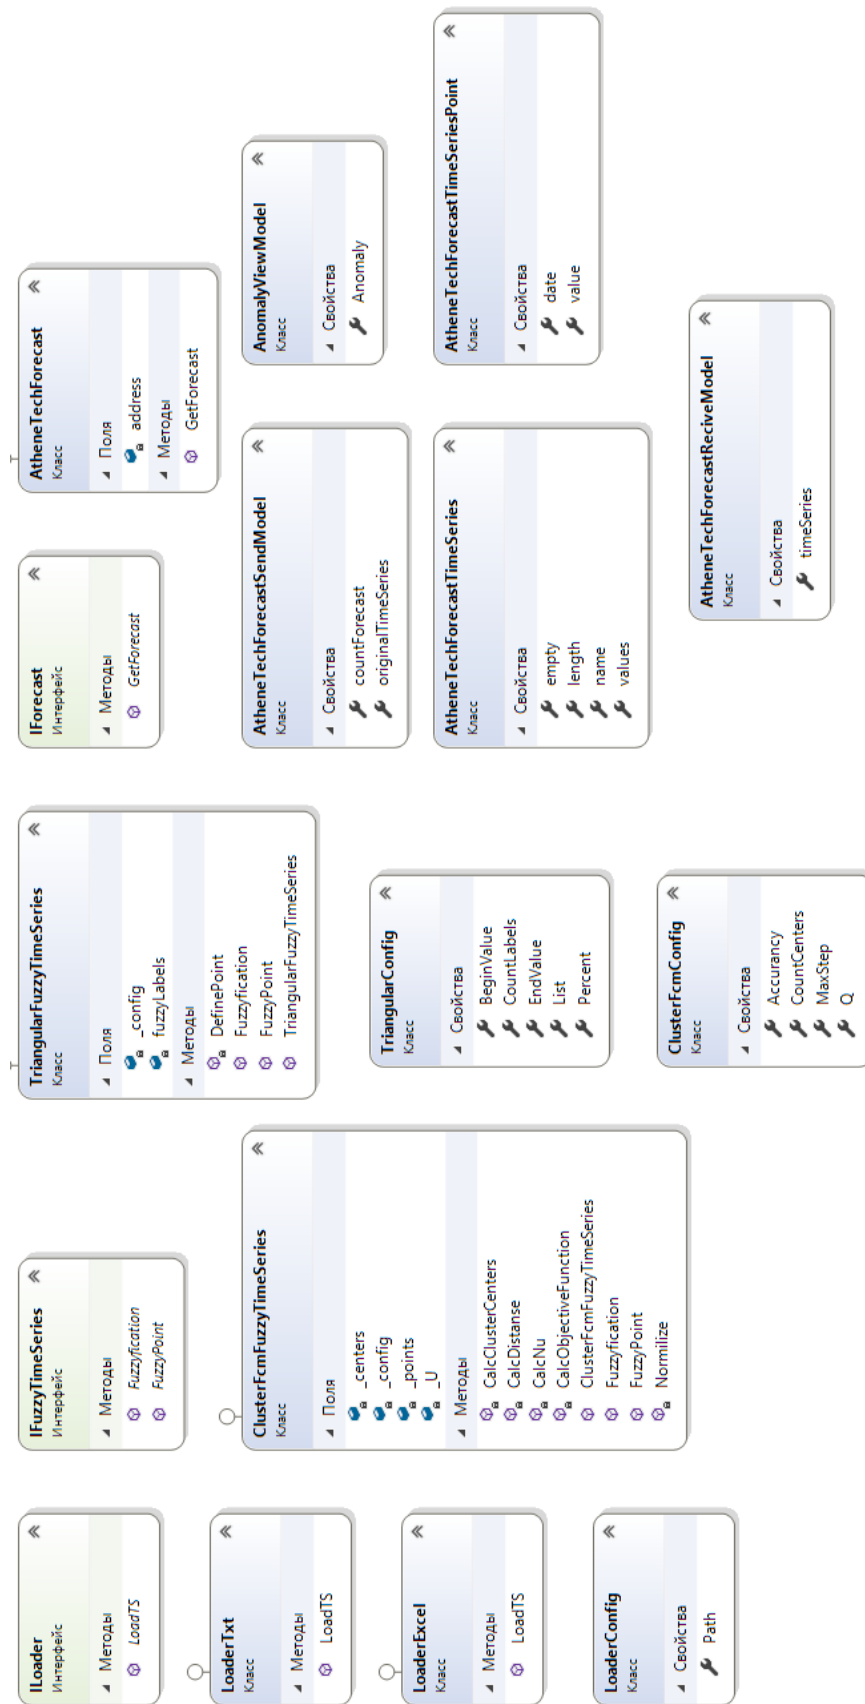 ILoader
Интерфейс
Методы
LoadTS
LoaderTxt
Класс
Методы
LoadTS
LoaderExcel
Класс
Методы
LoadTS
LoaderConfig
Класс
Свойства
Path
IFuzzyTimeSeries
Интерфейс
Методы
Fuzzyfication
FuzzyPoint
ClusterFcmFuzzyTimeSeries
Класс
Поля
_centers
_config
_points
_U
Методы
CalcClusterCenters
CalcDistanse
CalcNu
CalcObjectiveFunction
ClusterFcmFuzzyTimeSeries
Fuzzyfication
FuzzyPoint
Normilize
TriangularFuzzyTimeSeries
Класс
Поля
_config
fuzzyLabels
Методы
DefinePoint
Fuzzyfication
FuzzyPoint
TriangularFuzzyTimeSeries
TriangularConfig
Класс
Свойства
BeginValue
CountLabels
EndValue
List
Percent
ClusterFcmConfig
Класс
Свойства
Accurancy
CountCenters
MaxStep
Q
IForecast
Интерфейс
Методы
GetForecast
AtheneTechForecast
Класс
Поля
address
Методы
GetForecast
AtheneTechForecastSendModel
Класс
Свойства
countForecast
originalTimeSeries
AnomalyViewModel
Класс
Свойства
Anomaly
AtheneTechForecastTimeSeries
Класс
Свойства
empty
length
name
values
AtheneTechForecastTimeSeriesPoint
Класс
Свойства
date
value
AtheneTechForecastReciveModel
Класс
Свойства
timeSeries